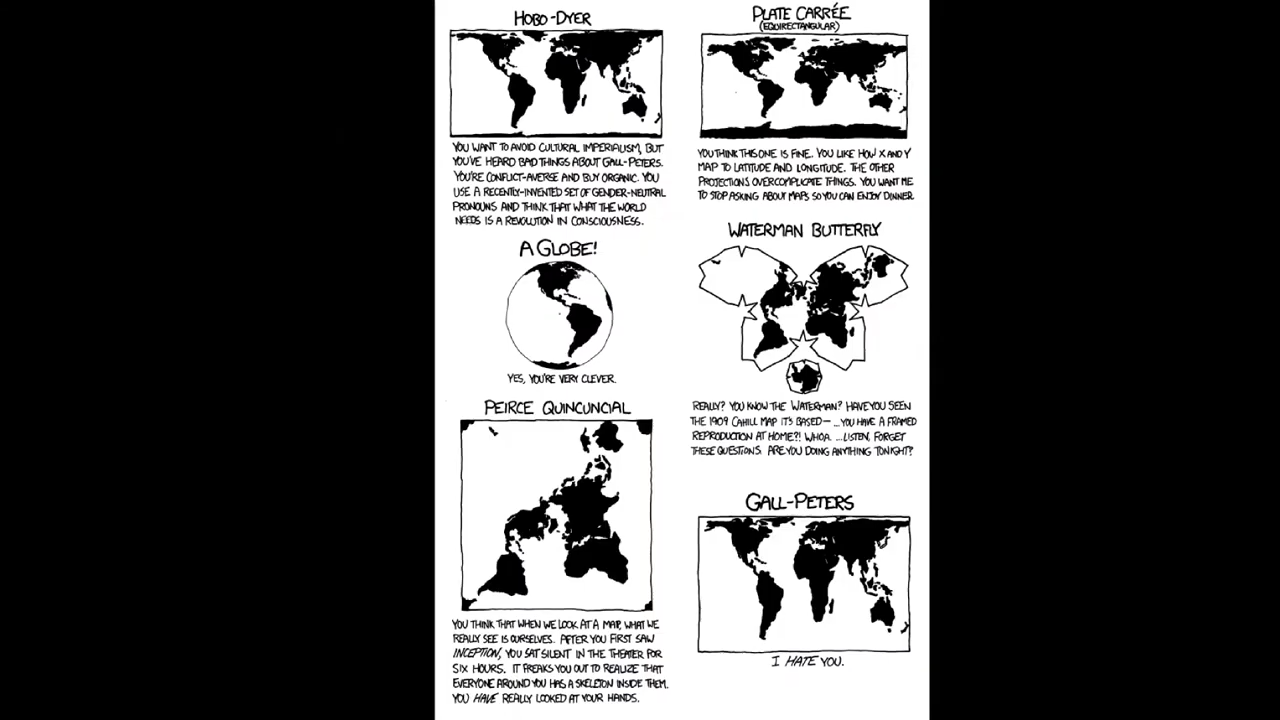 HOBO-DYER
YOU WANT TO AVOID CULTURAL IMPERIALISM, BUT
YOU'VE HEARD BAD THINGS ABOUT GALL-PETERS.
YOU'RE CONFLICT-AVERSE AND BUY ORGANIC. YOU
USE A RECENTLY-INVENTED SET OF GENDER-NEUTRAL
PRONOUNS AND THINK THAT WHAT THE WORLD
NEEDS IS A REVOLUTION IN CONSCIOUSNESS.
PLATE CARRÉE
(EQUIRECTANGULAR)
YOU THINK THIS ONE IS FINE. YOU LIKE HOW X AND Y
MAP TO LATITUDE AND LONGITUDE. THE OTHER
PROJECTIONS OVERCOMPLICATE THINGS. YOU WANT ME
TO STOP ASKING ABOUT MAPS SO YOU CAN ENJOY DINNER.
A GLOBE!
YES, YOU'RE VERY CLEVER.
WATERMAN BUTTERFLY
REALLY? YOU KNOW THE WATERMAN? HAVE YOU SEEN
THE 1909 CAHILL MAP IT'S BASED— ...YOU HAVE A FRAMED
REPRODUCTION AT HOME?! WHOA. ...LISTEN, FORGET
THESE QUESTIONS. ARE YOU DOING ANYTHING TONIGHT?
PEIRCE QUINCUNCIAL
YOU THINK THAT WHEN WE LOOK AT A MAP, WHAT WE
REALLY SEE IS OURSELVES. AFTER YOU FIRST SAW
INCEPTION, YOU SAT SILENT IN THE THEATER FOR
SIX HOURS. IT FREAKS YOU OUT TO REALIZE THAT
EVERYONE AROUND YOU HAS A SKELETON INSIDE THEM.
YOU HAVE REALLY LOOKED AT YOUR HANDS.
GALL-PETERS
I HATE YOU.